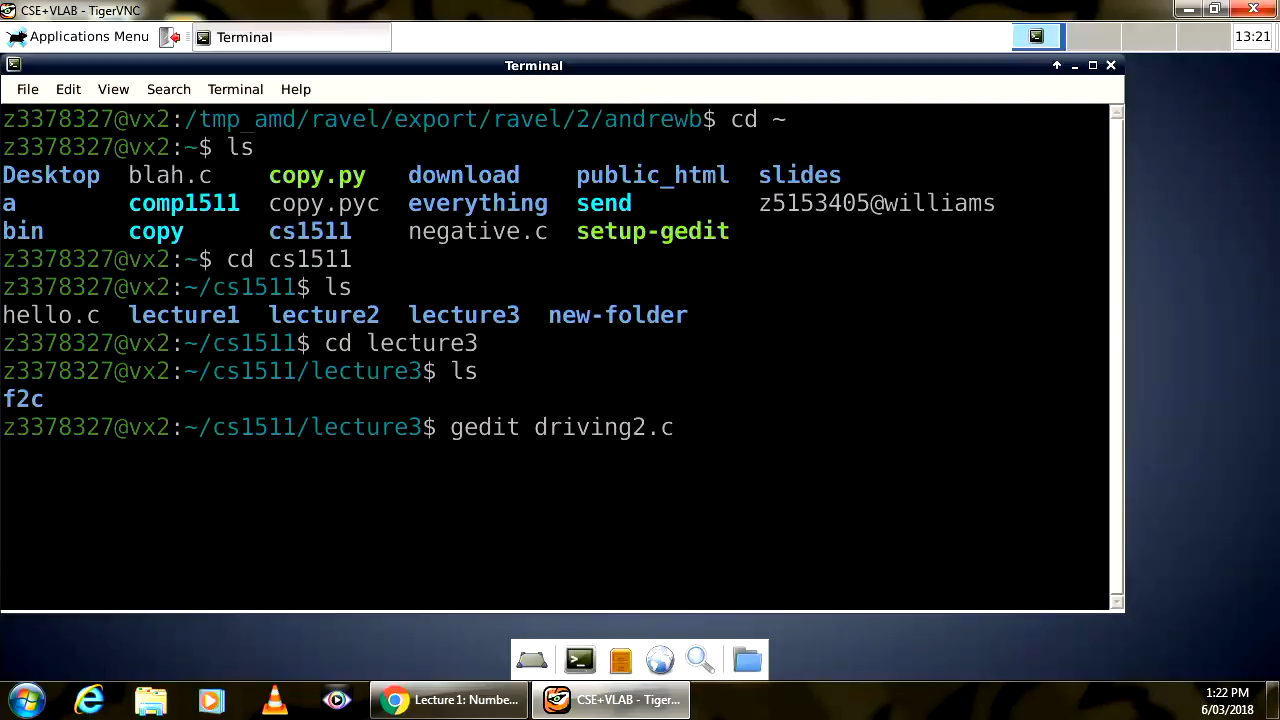 CSE+VLAB - TigerVNC
Applications Menu
Terminal
13:21
Terminal
File Edit View Search Terminal Help
z3378327@vx2:/tmp_amd/ravel/export/ravel/2/andrewb$ cd ~
z3378327@vx2:~$ ls
Desktop blah.c copy.py download public_html slides
a comp1511 copy.pyc everything send z5153405@williams
bin copy cs1511 negative.c setup-gedit
z3378327@vx2:~$ cd cs1511
z3378327@vx2:~/cs1511$ ls
hello.c lecture1 lecture2 lecture3 new-folder
z3378327@vx2:~/cs1511$ cd lecture3
z3378327@vx2:~/cs1511/lecture3$ ls
f2c
z3378327@vx2:~/cs1511/lecture3$ gedit driving2.c
Lecture 1: Numbe...
CSE+VLAB - Tiger...
1:22 PM
6/03/2018